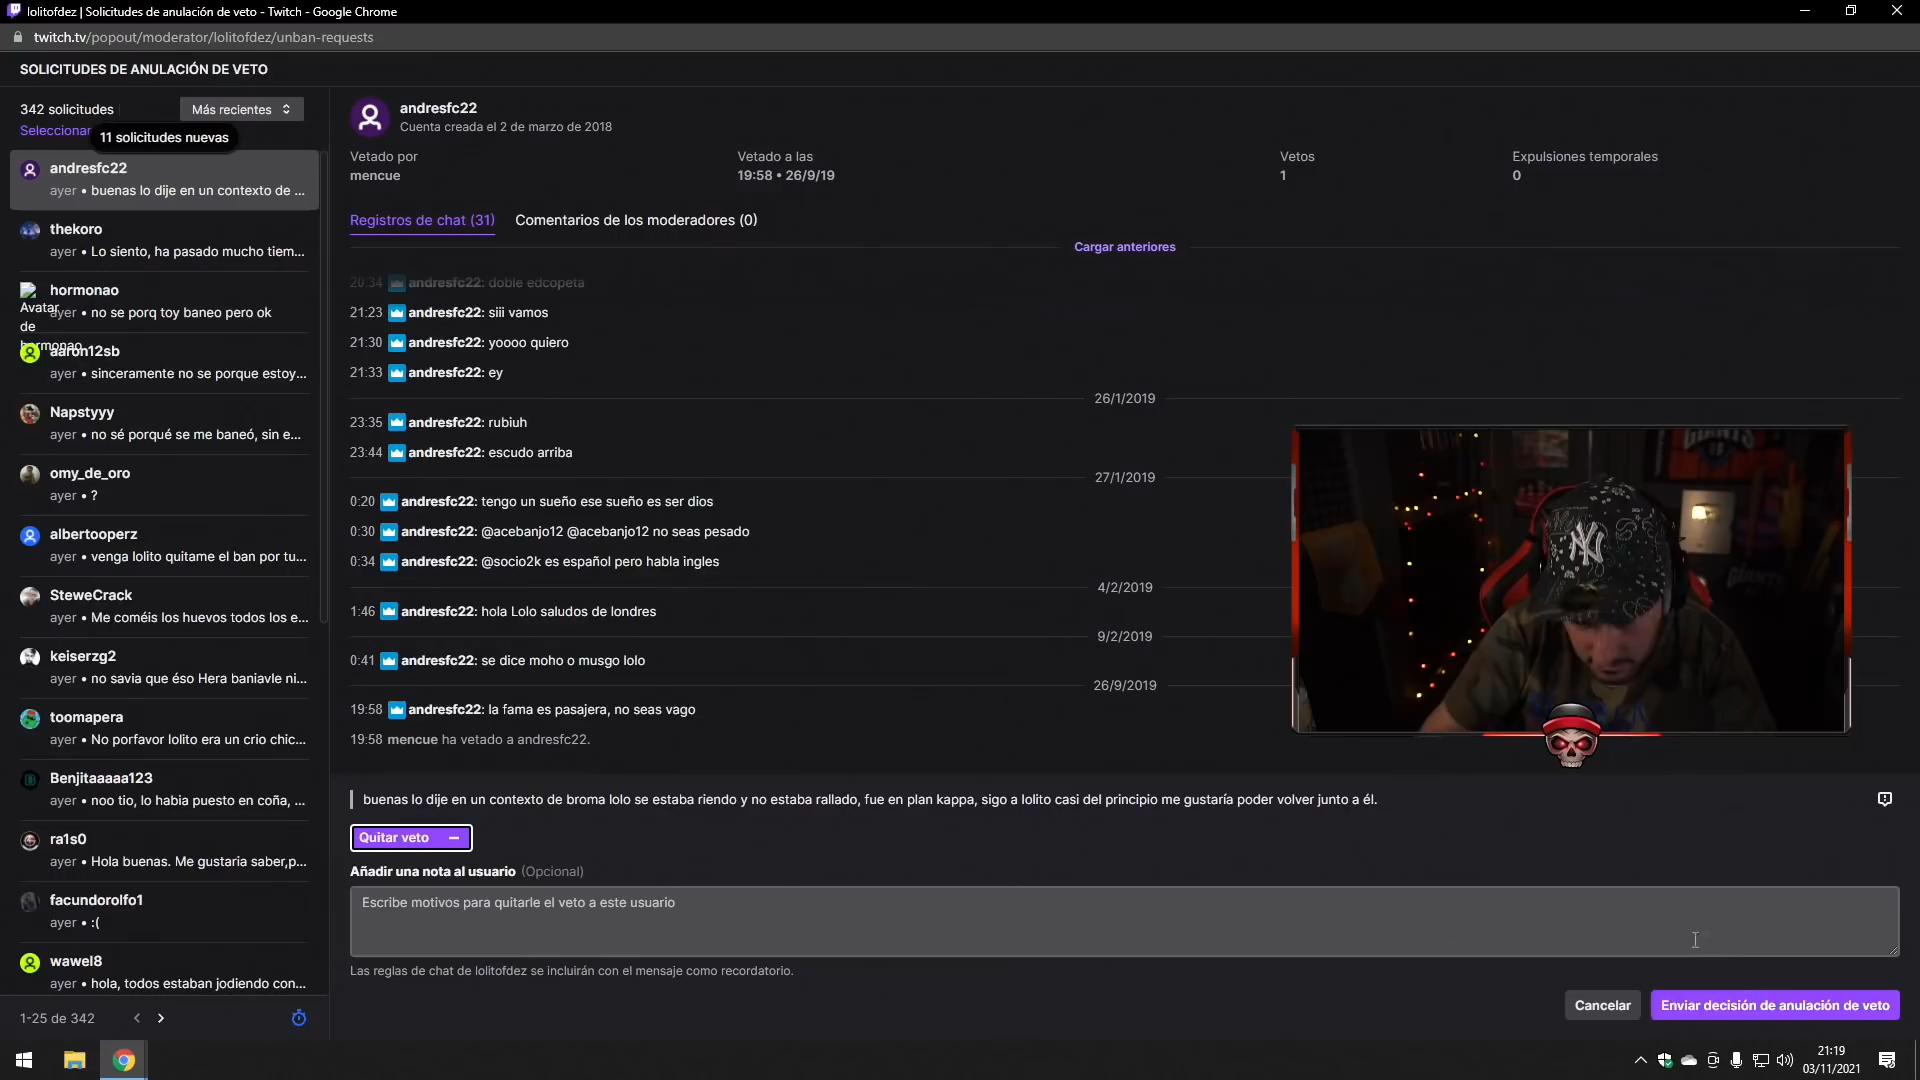 lolitofdez | Solicitudes de anulación de veto - Twitch - Google Chrome
twitch.tv/popout/moderator/lolitofdez/unban-requests
SOLICITUDES DE ANULACIÓN DE VETO
342 solicitudes
Más recientes
Seleccionar
11 solicitudes nuevas
andresfc22
ayer • buenas lo dije en un contexto de ...
thekoro
ayer • Lo siento, ha pasado mucho tiem...
hormonao
Avatar de hormonao
ayer • no se porq toy baneo pero ok
aaron12sb
ayer • sinceramente no se porque estoy...
Napstyyy
ayer • no sé porqué se me baneó, sin e...
omy_de_oro
ayer • ?
albertooperz
ayer • venga lolito quitame el ban por tu...
SteweCrack
ayer • Me coméis los huevos todos los e...
keiserzg2
ayer • no savia que éso Hera baniavle ni...
toomapera
ayer • No porfavor lolito era un crio chic...
Benjitaaaaa123
ayer • noo tio, lo habia puesto en coña, ...
ra1s0
ayer • Hola buenas. Me gustaria saber,p...
facundorolfo1
ayer • :(
wawel8
ayer • hola, todos estaban jodiendo con...
1-25 de 342
andresfc22
Cuenta creada el 2 de marzo de 2018
Vetado por
mencue
Vetado a las
19:58 • 26/9/19
Vetos
1
Expulsiones temporales
0
Registros de chat (31)
Comentarios de los moderadores (0)
Cargar anteriores
20:34 andresfc22: doble edcopeta
21:23 andresfc22: siii vamos
21:30 andresfc22: yoooo quiero
21:33 andresfc22: ey
26/1/2019
23:35 andresfc22: rubiuh
23:44 andresfc22: escudo arriba
27/1/2019
0:20 andresfc22: tengo un sueño ese sueño es ser dios
0:30 andresfc22: @acebanjo12 @acebanjo12 no seas pesado
0:34 andresfc22: @socio2k es español pero habla ingles
4/2/2019
1:46 andresfc22: hola Lolo saludos de londres
9/2/2019
0:41 andresfc22: se dice moho o musgo lolo
26/9/2019
19:58 andresfc22: la fama es pasajera, no seas vago
19:58 mencue ha vetado a andresfc22.
GIANTS
NY
buenas lo dije en un contexto de broma lolo se estaba riendo y no estaba rallado, fue en plan kappa, sigo a lolito casi del principio me gustaría poder volver junto a él.
Quitar veto
Añadir una nota al usuario (Opcional)
Escribe motivos para quitarle el veto a este usuario
Las reglas de chat de lolitofdez se incluirán con el mensaje como recordatorio.
Cancelar
Enviar decisión de anulación de veto
21:19
03/11/2021